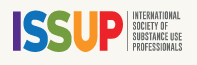 ISSUP
INTERNATIONAL
SOCIETY OF
SUBSTANCE USE
PROFESSIONALS